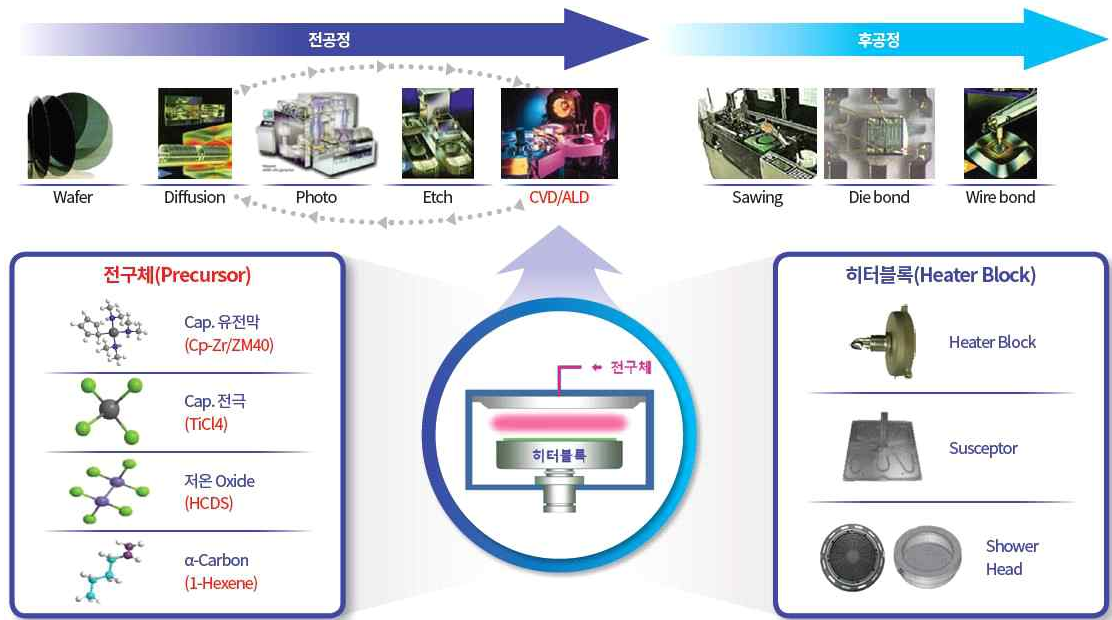 전공정
후공정
Wafer
Diffusion
Photo
Etch
CVD/ALD
Sawing
Die bond
Wire bond
전구체(Precursor)
Cap. 유전막
(Cp-Zr/ZM40)
Cap. 전극
(TiCl4)
저온 Oxide
(HCDS)
α-Carbon
(1-Hexene)
전구체
히터블록
히터블록(Heater Block)
Heater Block
Susceptor
Shower
Head